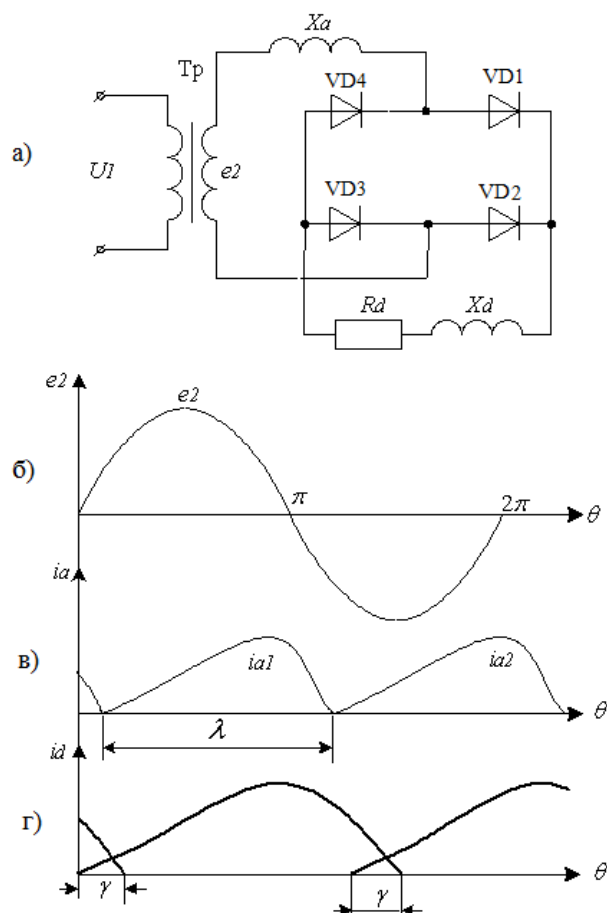 Xa
Тр
VD4
VD1
а)
U1
e2
VD3
VD2
Rd
Xd
e2
e2
б)
π
2π
θ
ia
в)
ia1
ia2
θ
λ
id
г)
θ
γ
γ